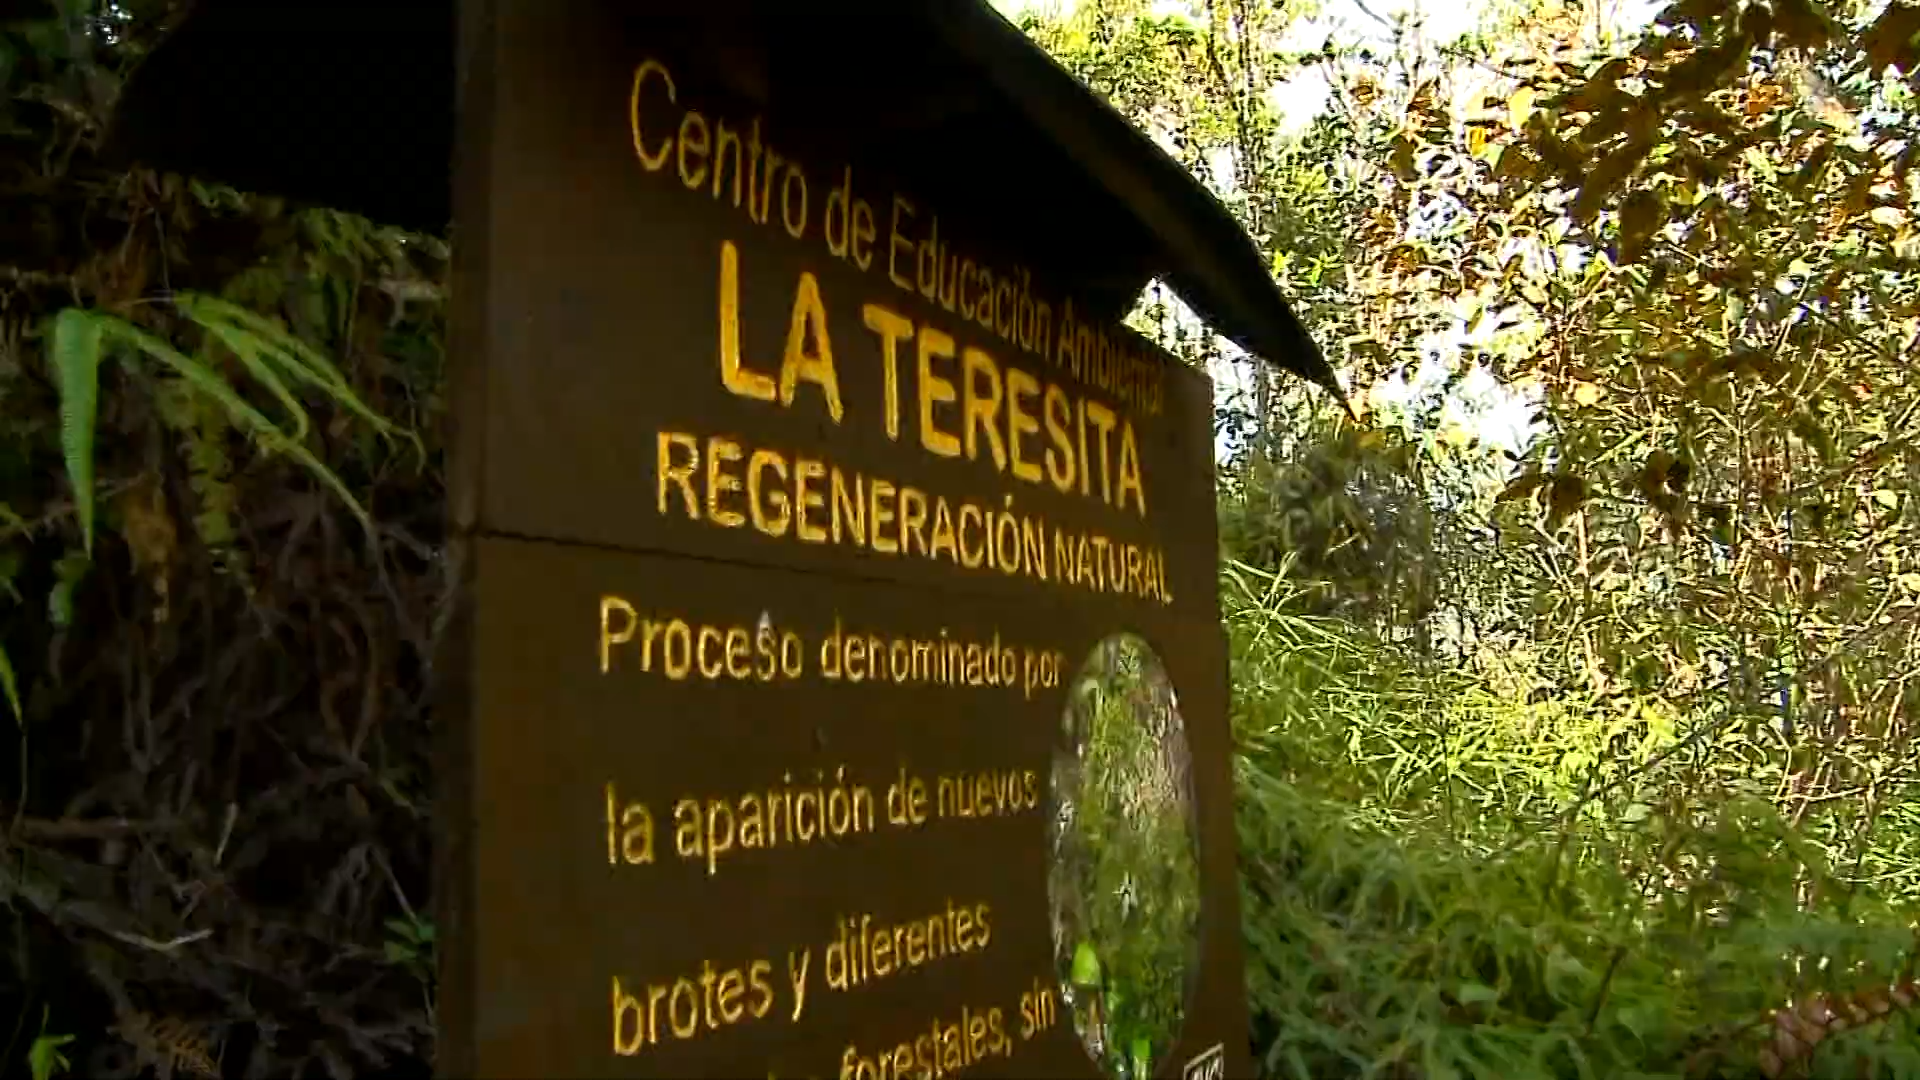 Centro de Educación Ambiental
LA TERESITA
REGENERACIÓN NATURAL
Proceso denominado por
la aparición de nuevos
brotes y diferentes
forestales, sin